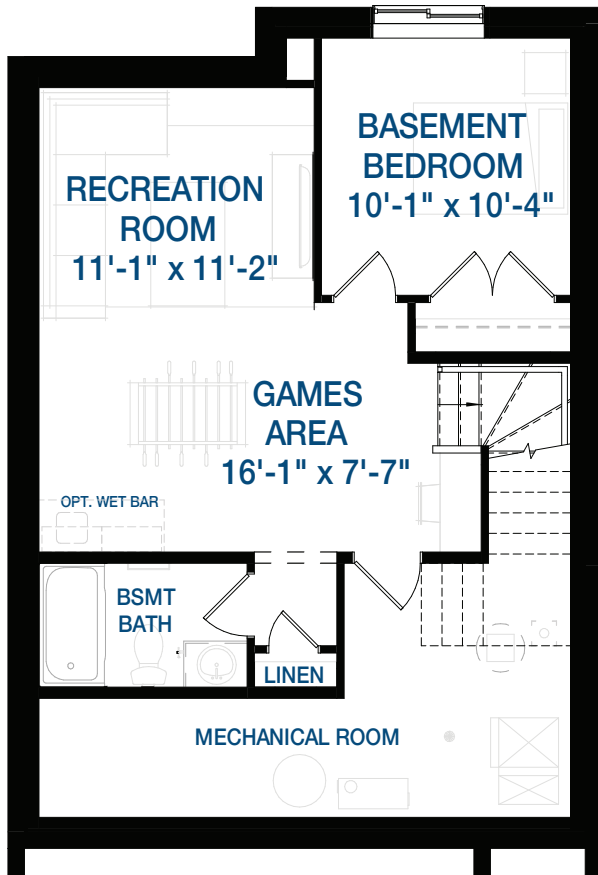 BASEMENT
BEDROOM
10'-1" x 10'-4"
RECREATION
ROOM
11'-1" x 11'-2"
GAMES
AREA
16'-1" x 7'-7"
OPT. WET BAR
BSMT
BATH
LINEN
MECHANICAL ROOM